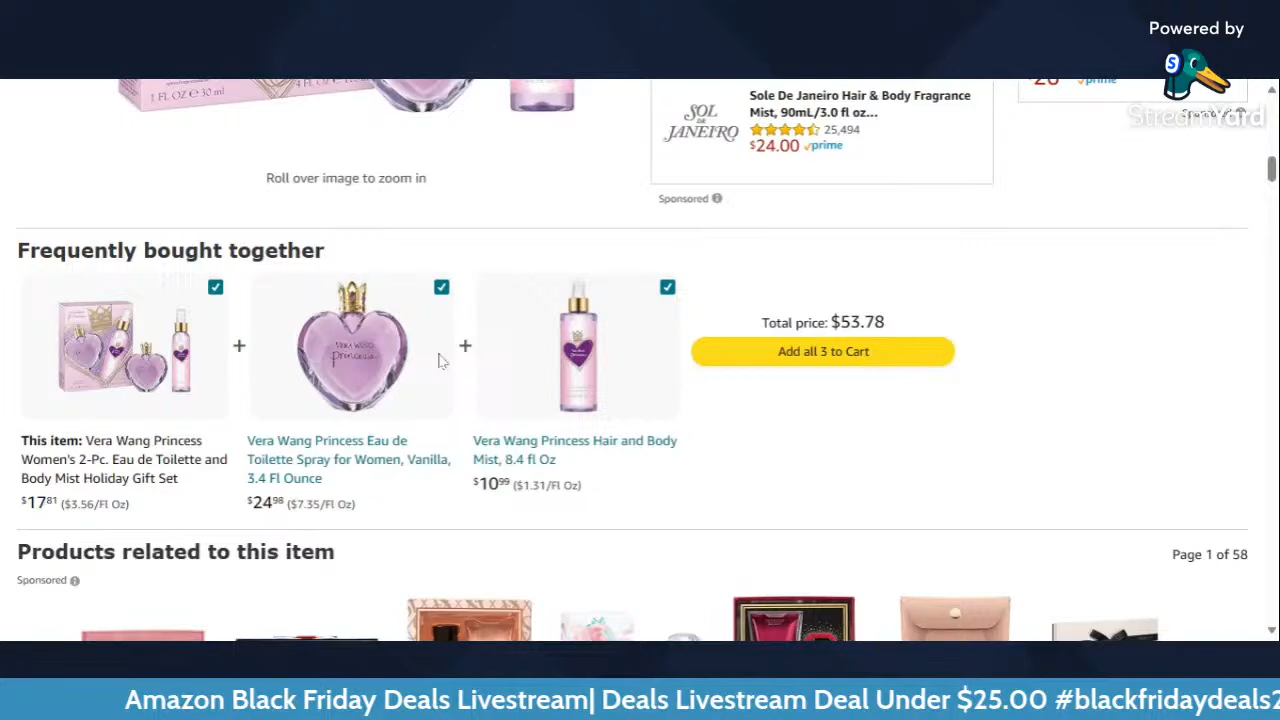 Powered by
StreamYard
1 FL OZ e 30 ml
Sole De Janeiro Hair & Body Fragrance
Mist, 90mL/3.0 fl oz...
SOL
DE
JANEIRO
25,494
$24.00 prime
prime
Sponsored
Roll over image to zoom in
Sponsored
Frequently bought together
VERA WANG
princess
+
+
Total price: $53.78
Add all 3 to Cart
This item: Vera Wang Princess
Women's 2-Pc. Eau de Toilette and
Body Mist Holiday Gift Set
$17.81 ($3.56/Fl Oz)
Vera Wang Princess Eau de
Toilette Spray for Women, Vanilla,
3.4 Fl Ounce
$24.98 ($7.35/Fl Oz)
Vera Wang Princess Hair and Body
Mist, 8.4 fl Oz
$10.99 ($1.31/Fl Oz)
Products related to this item
Page 1 of 58
Sponsored
Amazon Black Friday Deals Livestream| Deals Livestream Deal Under $25.00 #blackfridaydeals2